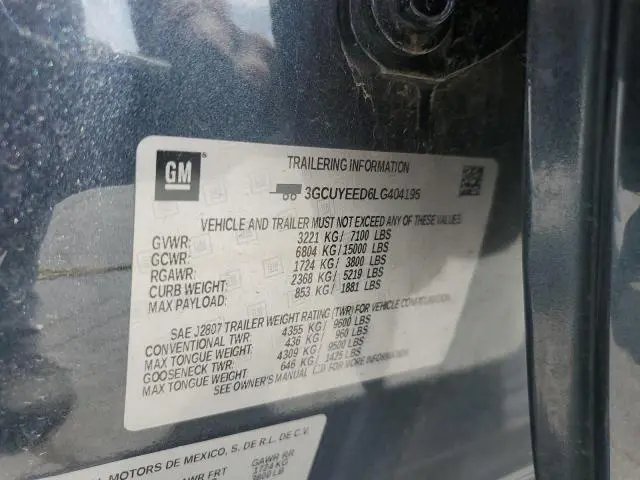 GM
TRAILERING INFORMATION
3GCUYEED6LG404195
VEHICLE AND TRAILER MUST NOT EXCEED ANY OF THESE VALUES
GVWR: 3221 KG/ 7100 LBS
GCWR: 6804 KG/15000 LBS
RGAWR: 1724 KG/ 3800 LBS
CURB WEIGHT: 2368 KG/ 5219 LBS
MAX PAYLOAD: 853 KG/ 1881 LBS
SAE J2807 TRAILER WEIGHT RATING (TWR) FOR VEHICLE CONFIGURATION
CONVENTIONAL TWR: 4355 KG/ 9600 LBS
MAX TONGUE WEIGHT: 436 KG/ 960 LBS
GOOSENECK TWR: 4309 KG/ 9500 LBS
MAX TONGUE WEIGHT: 646 KG/ 1425 LBS
SEE OWNER'S MANUAL FOR MORE INFORMATION
MOTORS DE MEXICO, S. DE R.L. DE C.V.
GAWR FRT GAWR RR
1724 KG
3800 LB